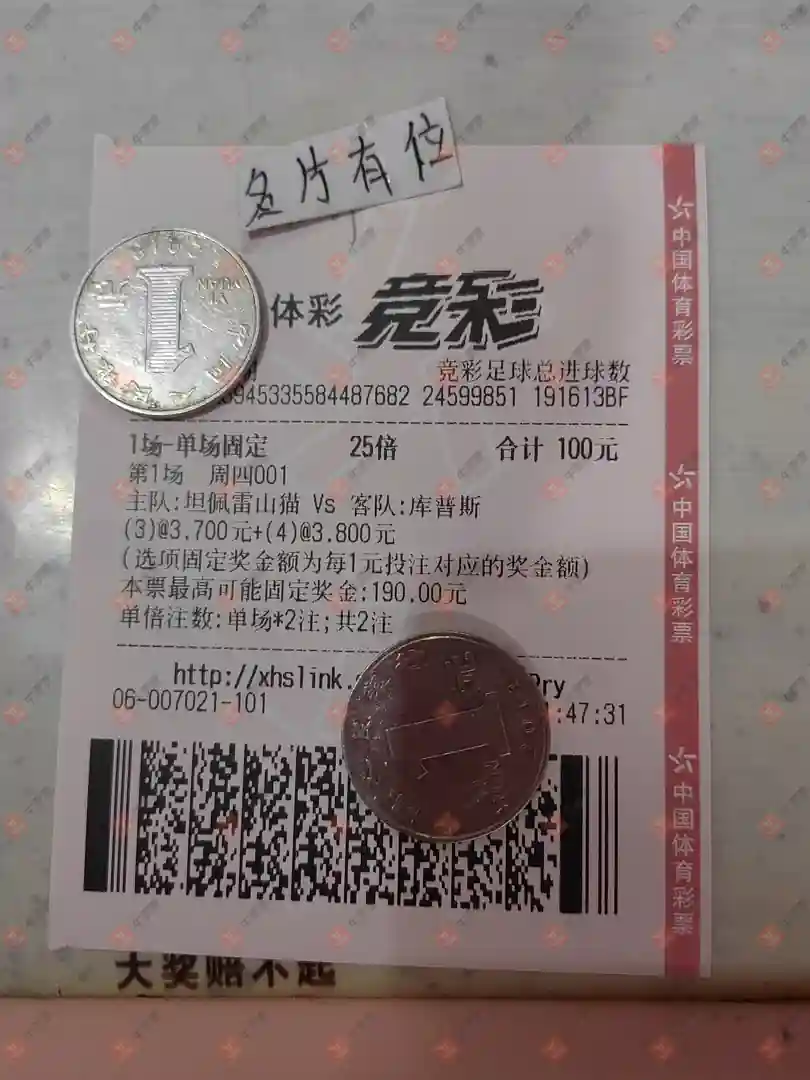 名片有位
体彩 竞彩
竞彩足球总进球数
945335584487682 24599851 191613BF
1场-单场固定 25倍 合计 100元
第1场 周四001
主队:坦佩雷山猫 Vs 客队:库普斯
(3)@3.700元+(4)@3.800元
(选项固定奖金额为每1元投注对应的奖金额)
本票最高可能固定奖金:190.00元
单倍注数:单场*2注;共2注
http://xhslink.
06-007021-101 :47:31
大奖赔不起
中国体育彩票
中国体育彩票
中国体育彩票